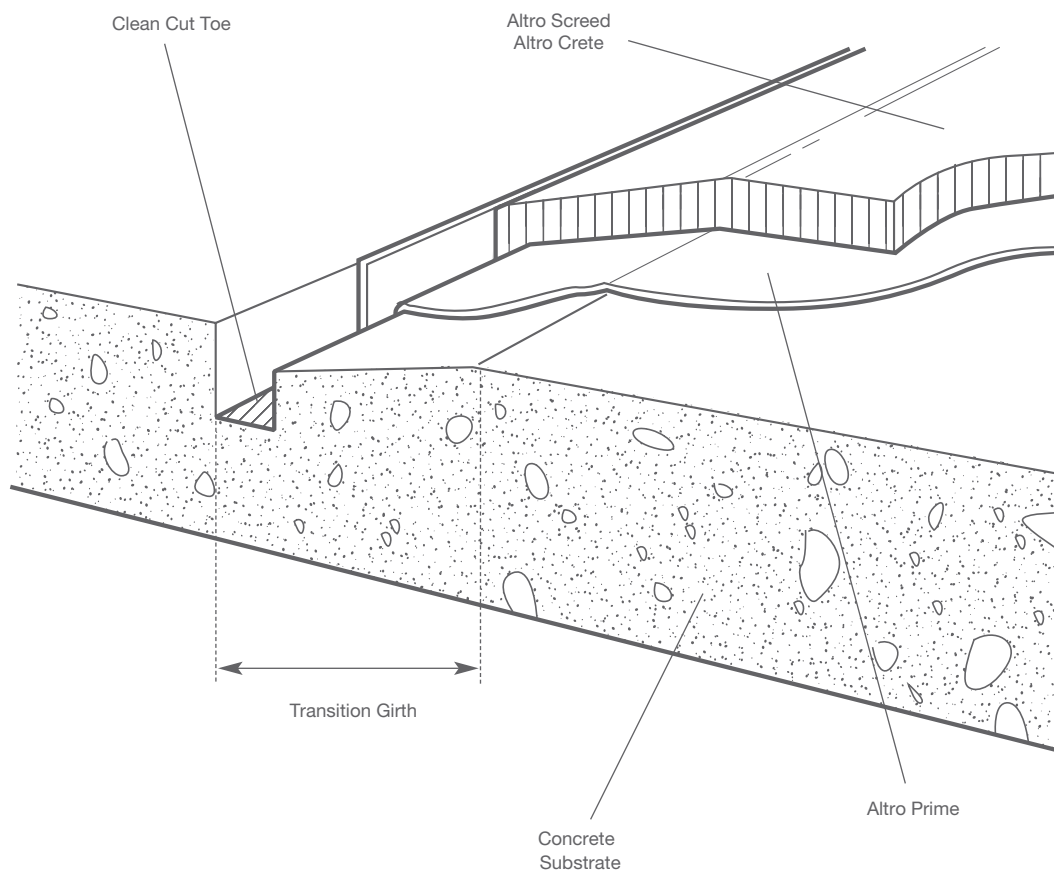 Clean Cut Toe
Altro Screed
Altro Crete
Transition Girth
Altro Prime
Concrete
Substrate